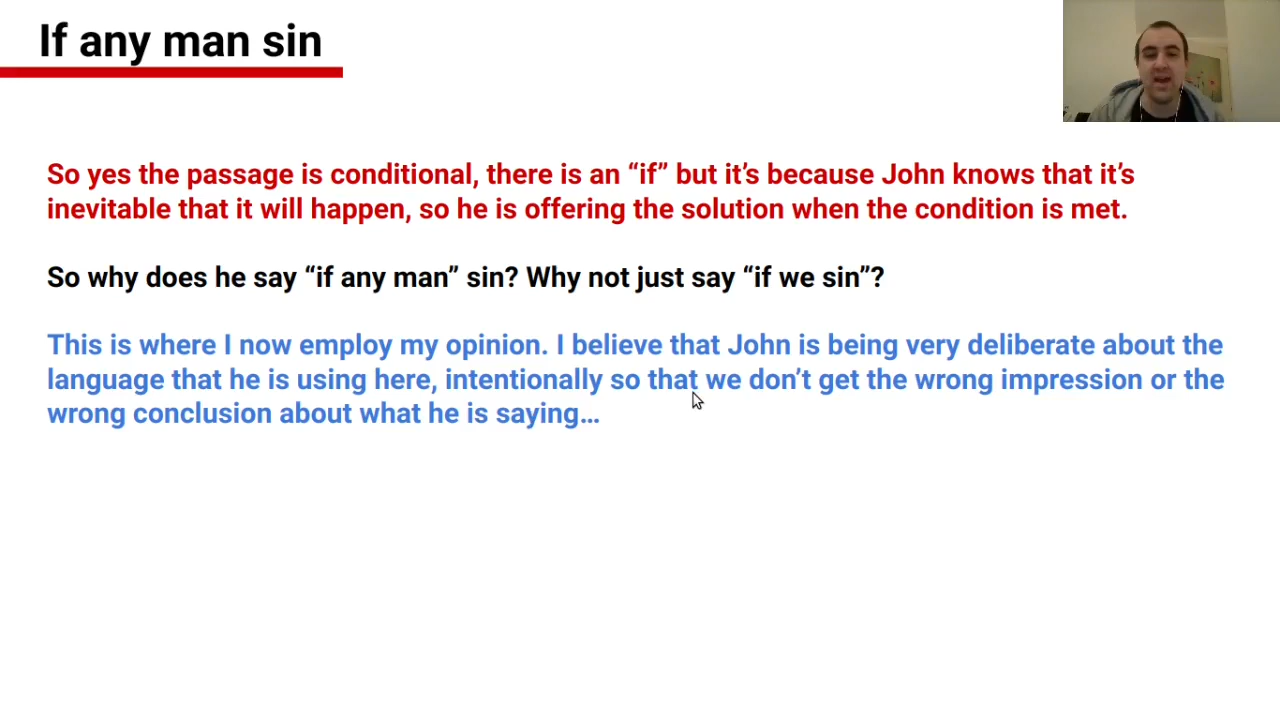 If any man sin
So yes the passage is conditional, there is an “if” but it’s because John knows that it’s
inevitable that it will happen, so he is offering the solution when the condition is met.
So why does he say “if any man” sin? Why not just say “if we sin”?
This is where I now employ my opinion. I believe that John is being very deliberate about the
language that he is using here, intentionally so that we don’t get the wrong impression or the
wrong conclusion about what he is saying…